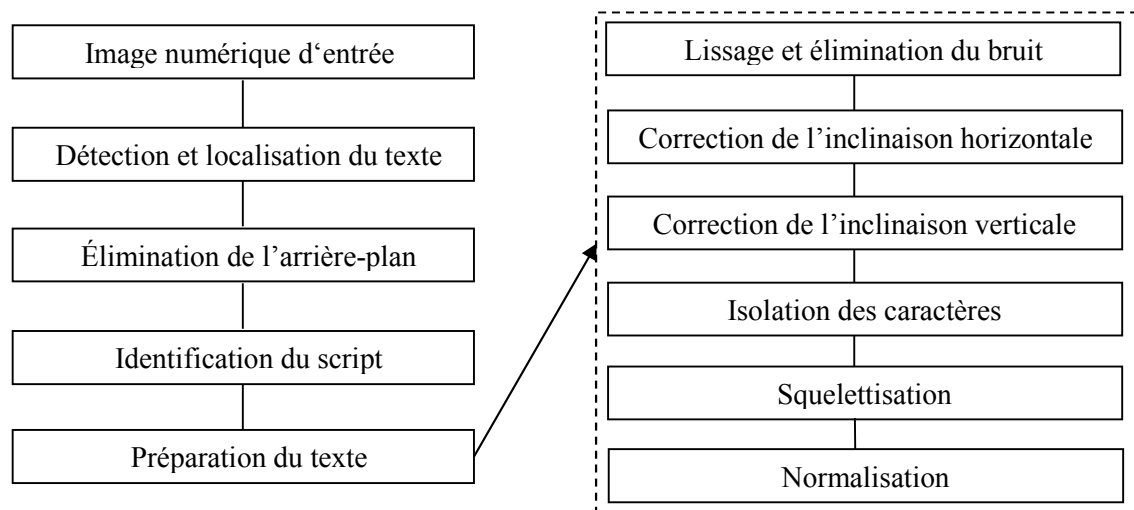 Image numérique d‘entrée
Détection et localisation du texte
Élimination de l’arrière-plan
Identification du script
Préparation du texte
Lissage et élimination du bruit
Correction de l’inclinaison horizontale
Correction de l’inclinaison verticale
Isolation des caractères
Squelettisation
Normalisation